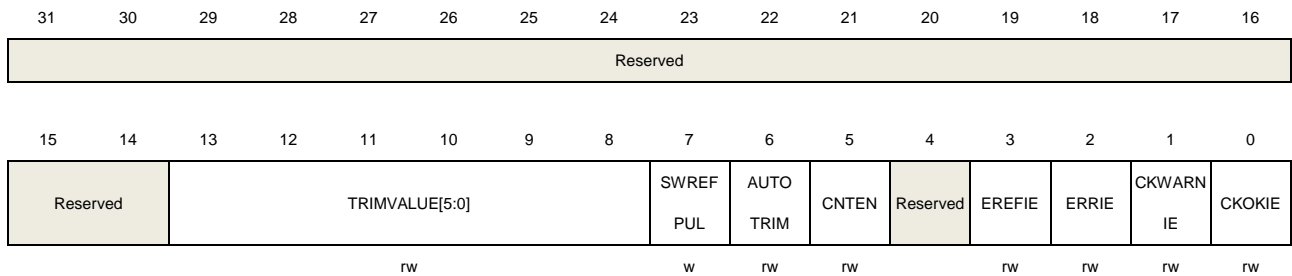 31 30 29 28 27 26 25 24 23 22 21 20 19 18 17 16
Reserved
15 14 13 12 11 10 9 8 7 6 5 4 3 2 1 0
Reserved TRIMVALUE[5:0] SWREF PUL AUTO TRIM CNTEN Reserved EREFIE ERRIE CKWARN IE CKOKIE
rw w rw rw rw rw rw rw